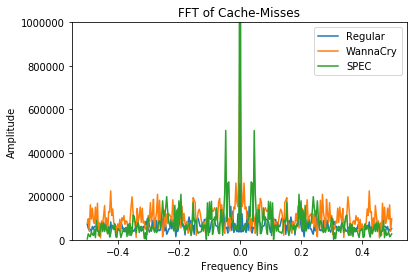 FFT of Cache-Misses
1000000
800000
600000
400000
200000
0
Amplitude
−0.4
−0.2
0.0
0.2
0.4
Frequency Bins
Regular
WannaCry
SPEC